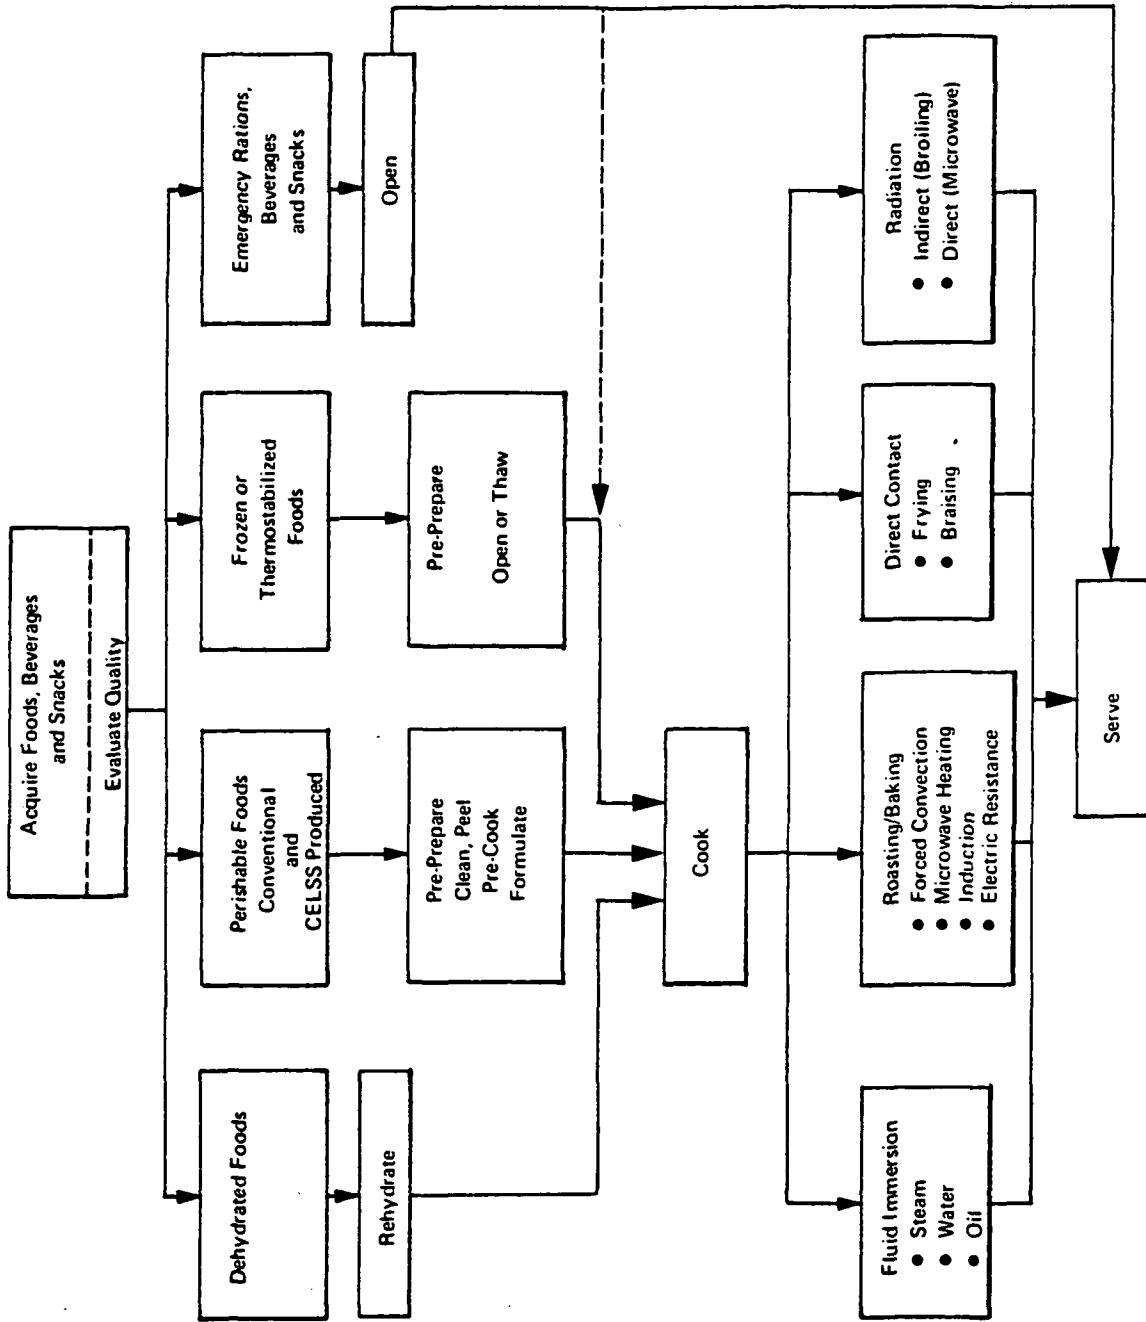 Acquire Foods, Beverages
and Snacks
Evaluate Quality
Dehydrated Foods
Perishable Foods
Conventional
and
CELSS Produced
Frozen or
Thermostabilized
Foods
Emergency Rations,
Beverages
and Snacks
Rehydrate
Pre-Prepare
Clean, Peel
Pre-Cook
Formulate
Pre-Prepare
Open or Thaw
Open
Cook
Fluid Immersion
● Steam
● Water
● Oil
Roasting/Baking
● Forced Convection
● Microwave Heating
● Induction
● Electric Resistance
Direct Contact
● Frying
● Braising
Radiation
● Indirect (Broiling)
● Direct (Microwave)
Serve